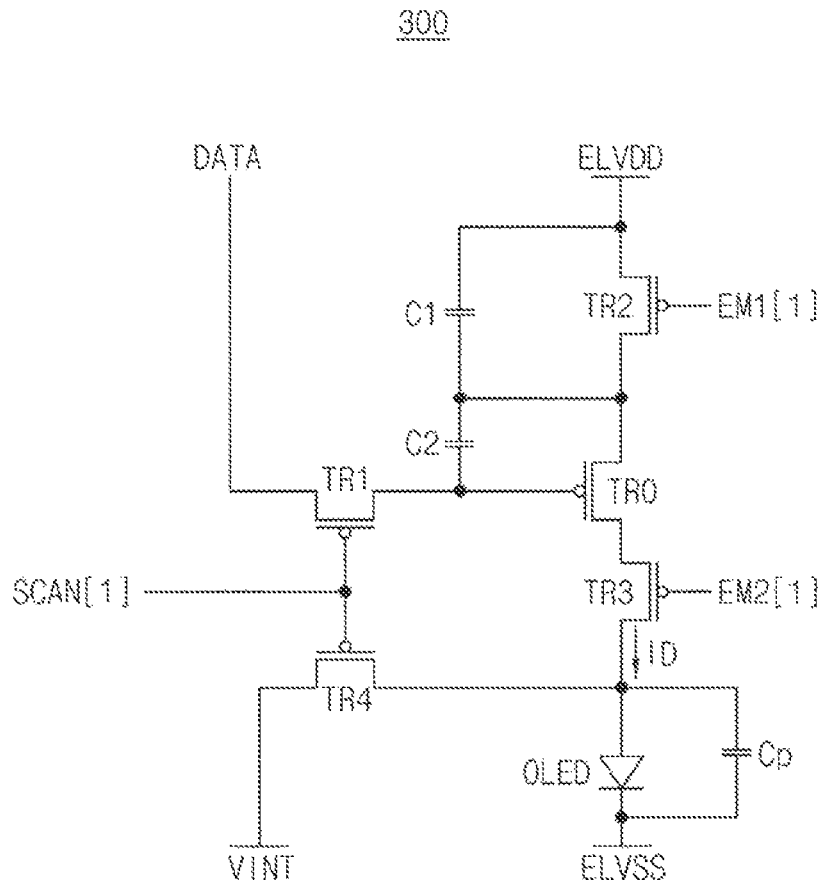 300
DATA
ELVDD
C1
TR2
EM1[1]
C2
TR1
TR0
SCAN[1]
TR3
EM2[1]
ID
TR4
OLED
Cp
VINT
ELVSS